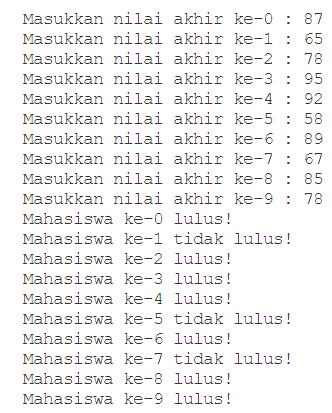 Masukkan nilai akhir ke-0 : 87
Masukkan nilai akhir ke-1 : 65
Masukkan nilai akhir ke-2 : 78
Masukkan nilai akhir ke-3 : 95
Masukkan nilai akhir ke-4 : 92
Masukkan nilai akhir ke-5 : 58
Masukkan nilai akhir ke-6 : 89
Masukkan nilai akhir ke-7 : 67
Masukkan nilai akhir ke-8 : 85
Masukkan nilai akhir ke-9 : 78
Mahasiswa ke-0 lulus!
Mahasiswa ke-1 tidak lulus!
Mahasiswa ke-2 lulus!
Mahasiswa ke-3 lulus!
Mahasiswa ke-4 lulus!
Mahasiswa ke-5 tidak lulus!
Mahasiswa ke-6 lulus!
Mahasiswa ke-7 tidak lulus!
Mahasiswa ke-8 lulus!
Mahasiswa ke-9 lulus!